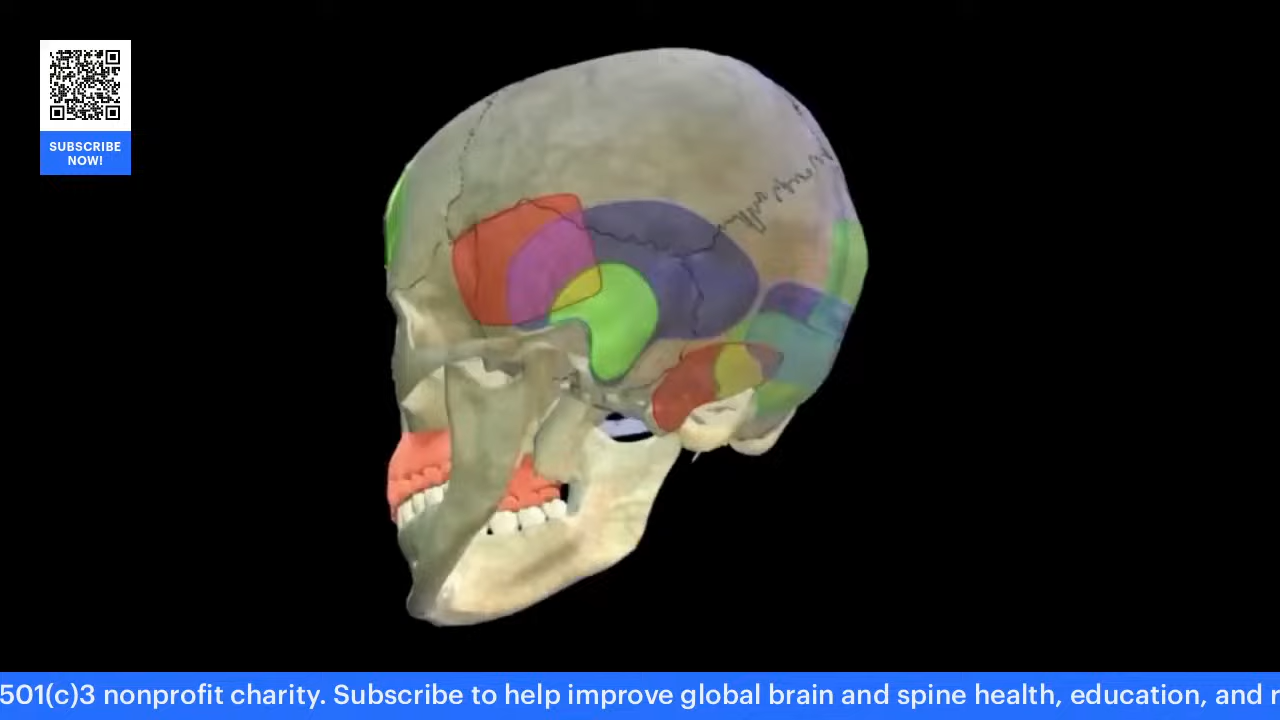 SUBSCRIBE
NOW!
501(c)3 nonprofit charity. Subscribe to help improve global brain and spine health, education, and r